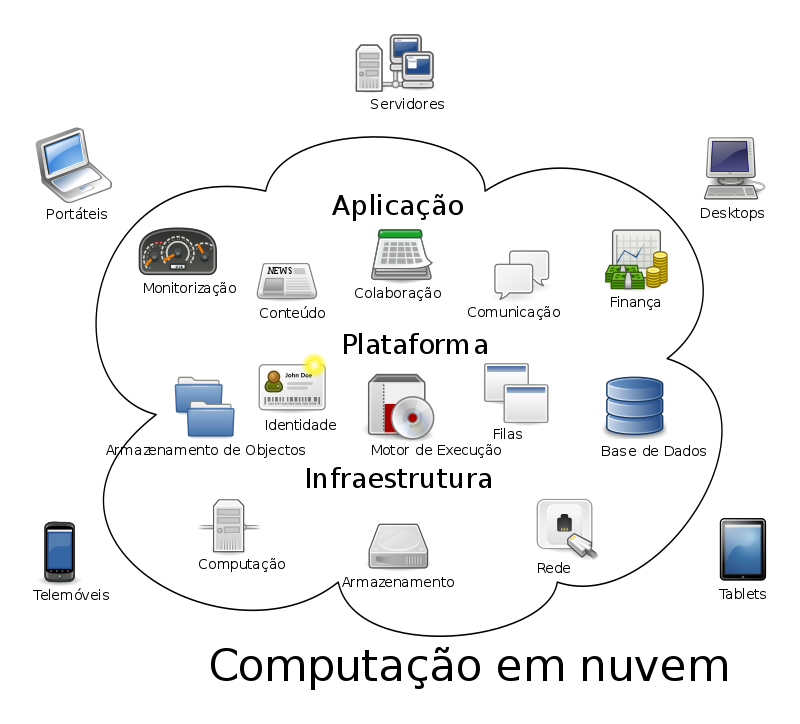 Servidores
Portáteis
Desktops
Aplicação
Monitorização
NEWS
Conteúdo
Colaboração
Comunicação
Finança
Plataforma
John Doe
Armazenamento de Objectos
Identidade
Motor de Execução
Filas
Base de Dados
Infraestrutura
Computação
Armazenamento
Rede
Telemóveis
Tablets
Computação em nuvem